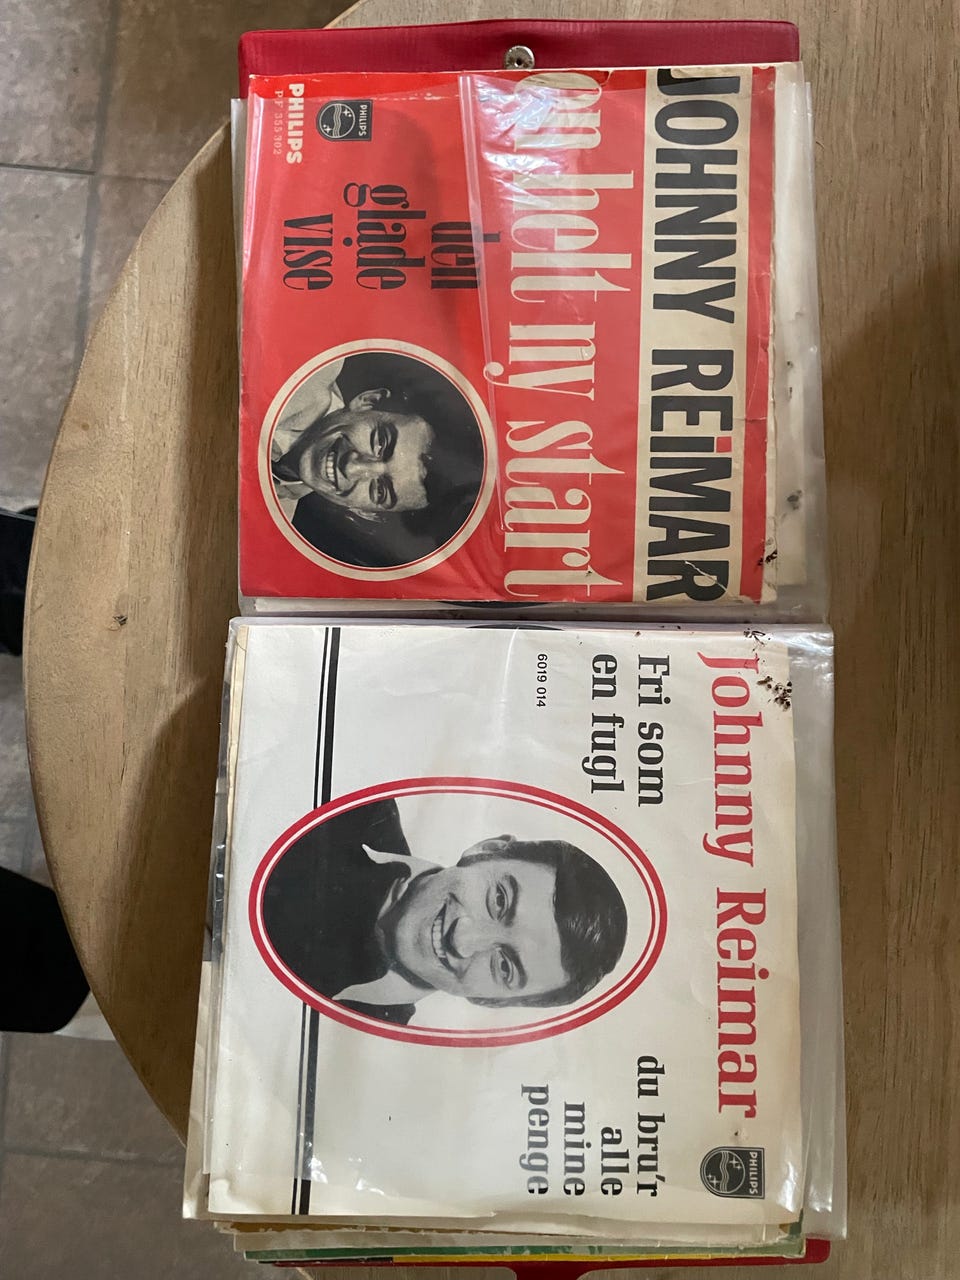 JOHNNY REiMAR
en helt ny start
den
glade
vise
PHILIPS
PHILIPS
PF 355 302
Johnny Reimar
Fri som
en fugl
6019 014
du bru'r
alle
mine
penge
PHILIPS